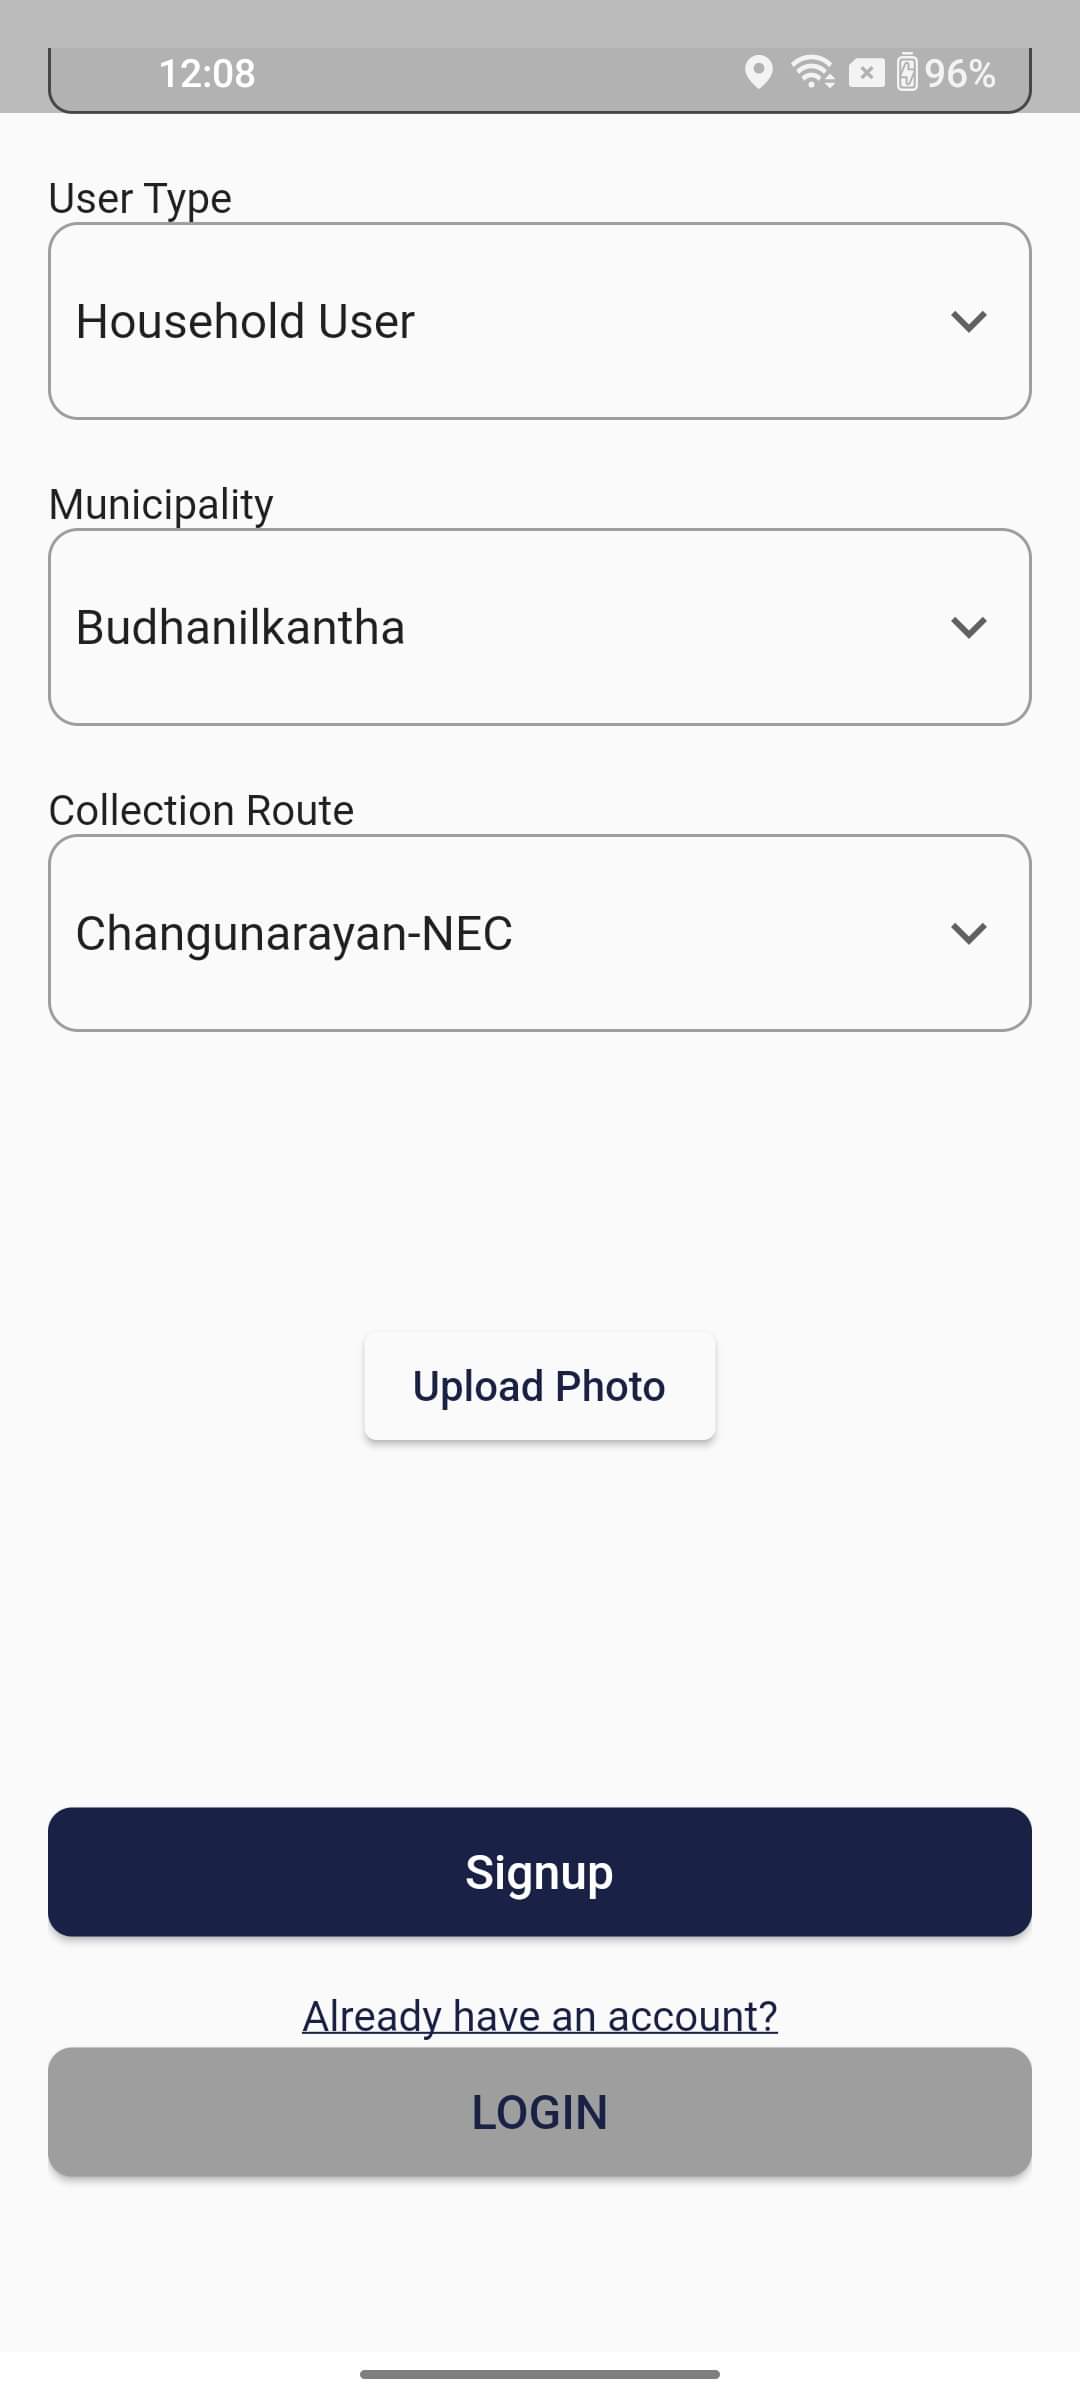 12:08
96%
User Type
Household User
Municipality
Budhanilkantha
Collection Route
Changunarayan-NEC
Upload Photo
Signup
Already have an account?
LOGIN